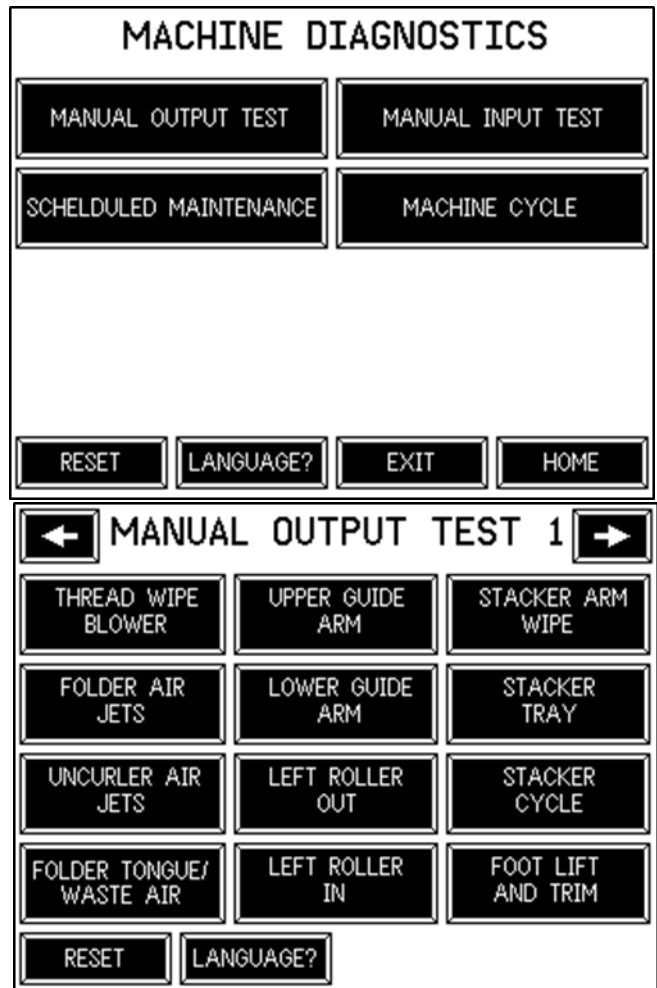 MACHINE DIAGNOSTICS
MANUAL OUTPUT TEST
MANUAL INPUT TEST
SCHELDULED MAINTENANCE
MACHINE CYCLE
RESET
LANGUAGE?
EXIT
HOME
MANUAL OUTPUT TEST 1
THREAD WIPE
BLOWER
UPPER GUIDE
ARM
STACKER ARM
WIPE
FOLDER AIR
JETS
LOWER GUIDE
ARM
STACKER
TRAY
UNCURLER AIR
JETS
LEFT ROLLER
OUT
STACKER
CYCLE
FOLDER TONGUE/
WASTE AIR
LEFT ROLLER
IN
FOOT LIFT
AND TRIM
RESET
LANGUAGE?